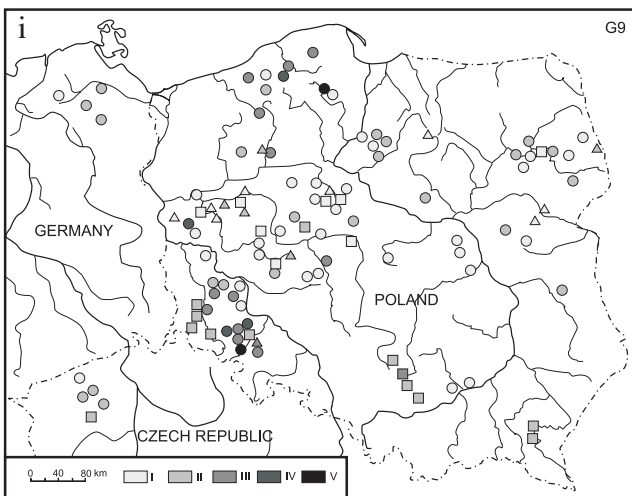 i
G9
GERMANY
POLAND
CZECH REPUBLIC
0 40 80 km I II III IV V